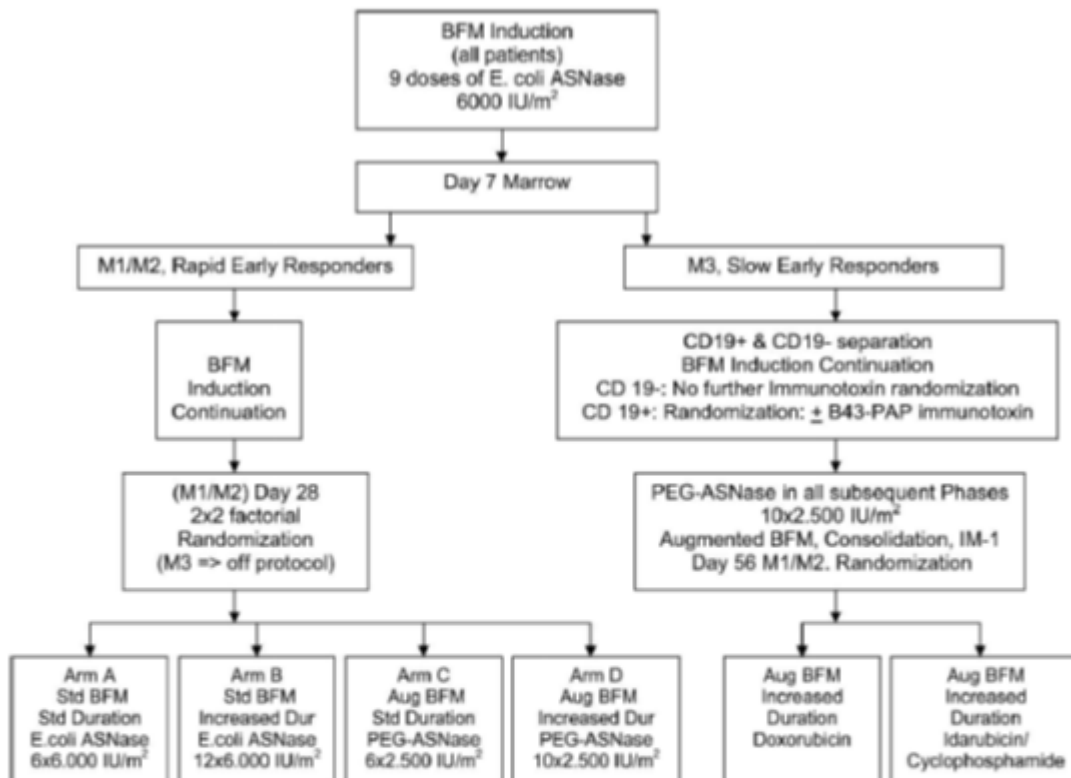 BFM Induction
(all patients)
9 doses of E. coli ASNase
6000 IU/m²
Day 7 Marrow
M1/M2, Rapid Early Responders
M3, Slow Early Responders
BFM
Induction
Continuation
CD19+ & CD19- separation
BFM Induction Continuation
CD 19-: No further Immunotoxin randomization
CD 19+: Randomization: ± B43-PAP immunotoxin
(M1/M2) Day 28
2x2 factorial
Randomization
(M3 => off protocol)
PEG-ASNase in all subsequent Phases
10x2.500 IU/m²
Augmented BFM, Consolidation, IM-1
Day 56 M1/M2. Randomization
Arm A
Std BFM
Std Duration
E.coli ASNase
6x6.000 IU/m²
Arm B
Std BFM
Increased Dur
E.coli ASNase
12x6.000 IU/m²
Arm C
Aug BFM
Std Duration
PEG-ASNase
6x2.500 IU/m²
Arm D
Aug BFM
Increased Dur
PEG-ASNase
10x2.500 IU/m²
Aug BFM
Increased
Duration
Doxorubicin
Aug BFM
Increased
Duration
Idarubicin/
Cyclophosphamide